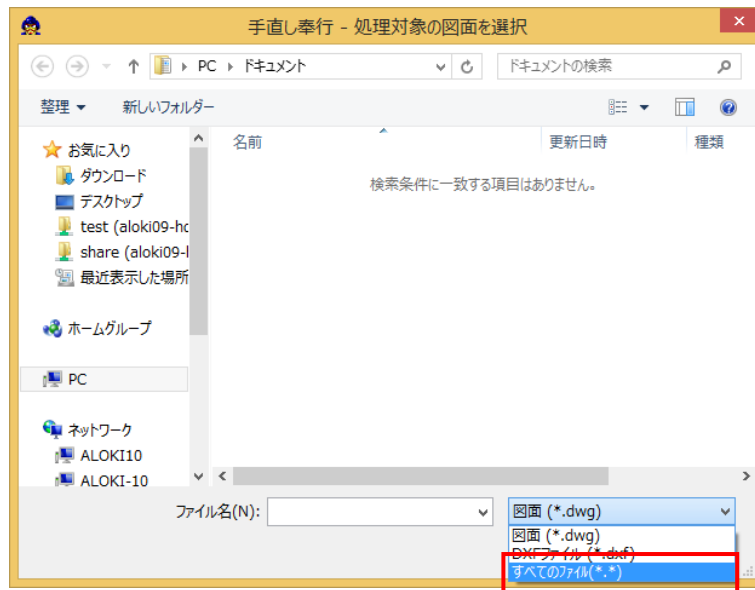 手直し奉行 - 処理対象の図面を選択
PC ドキュメント
ドキュメントの検索
整理 新しいフォルダー
名前 更新日時 種類
検索条件に一致する項目はありません。
お気に入り
ダウンロード
デスクトップ
test (aloki09-hc
share (aloki09-l
最近表示した場所
ホームグループ
PC
ネットワーク
ALOKI10
ALOKI-10
ファイル名(N):
図面 (*.dwg)
図面 (*.dwg)
DXFファイル (*.dxf)
すべてのファイル(*.*)